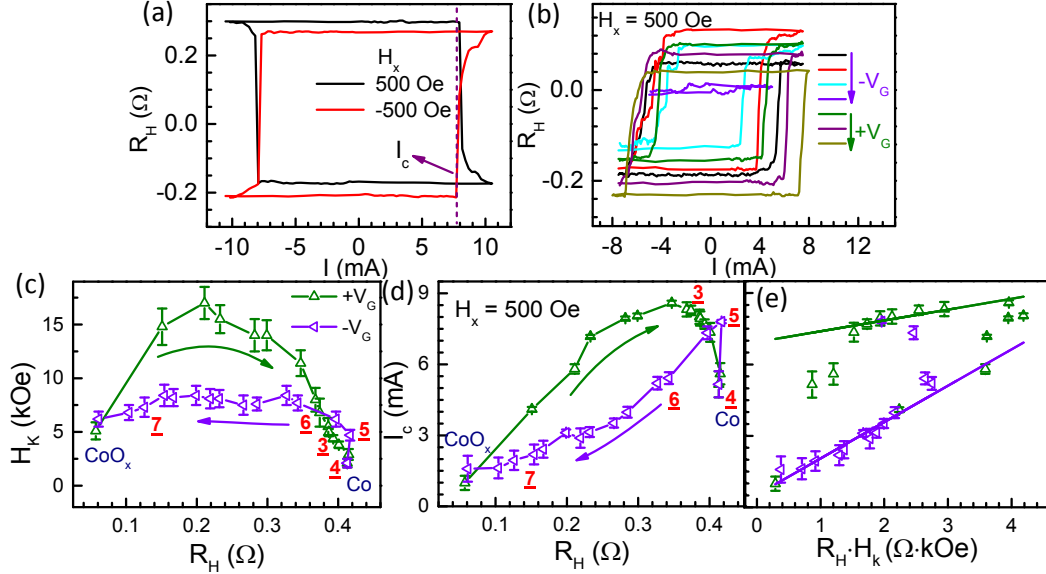 (a)
0.2
0.0
-0.2
R_H (Ω)
H_x
500 Oe
-500 Oe
I_c
-10 -5 0 5 10
I (mA)
(b)
H_x = 500 Oe
0.0
-0.2
R_H (Ω)
-V_G
+V_G
-8 -4 0 4 8 12
I (mA)
(c)
15
10
5
0
H_K (kOe)
+V_G
-V_G
CoO_x
7
6
3
4
5
Co
0.1 0.2 0.3 0.4
R_H (Ω)
(d)
H_x = 500 Oe
9
6
3
0
I_c (mA)
3
5
4
Co
6
7
CoO_x
0.1 0.2 0.3 0.4
R_H (Ω)
(e)
0 1 2 3 4
R_H·H_k (Ω·kOe)